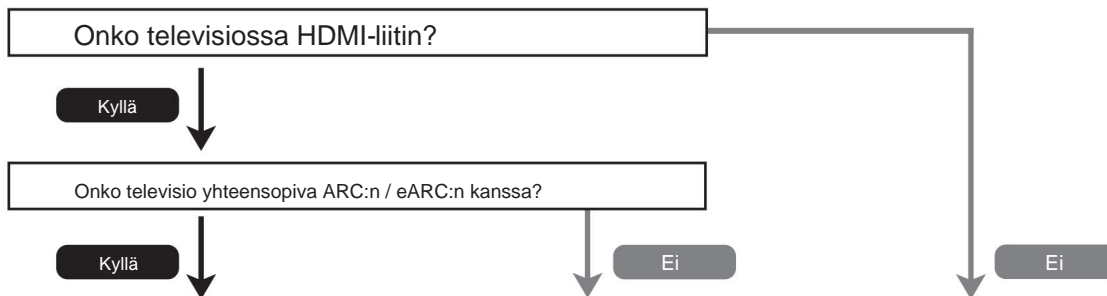 Onko televisiossa HDMI-liitin?
Kyllä
Onko televisio yhteensopiva ARC:n / eARC:n kanssa?
Kyllä
Ei
Ei